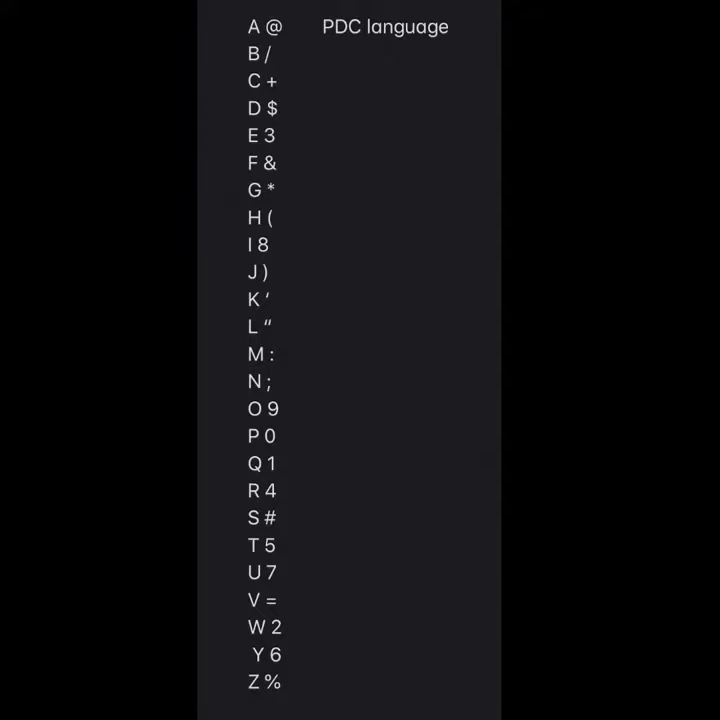 A @ PDC language
B /
C +
D $
E 3
F &
G *
H (
I 8
J )
K ‘
L “
M :
N ;
O 9
P 0
Q 1
R 4
S #
T 5
U 7
V =
W 2
Y 6
Z %